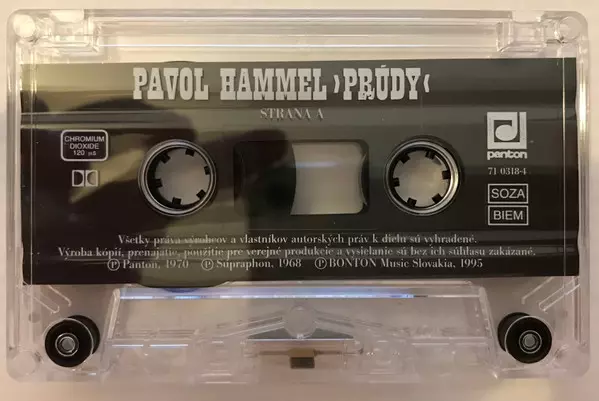 PAVOL HAMMEL ›PRÚDY‹
STRANA A
CHROMIUM
DIOXIDE
120 µS
panton
71 0318-4
SOZA
BIEM
Všetky práva výrobcov a vlastníkov autorských práv k dielu sú vyhradené.
Výroba kópií, prenajatie, použitie pre verejné produkcie a vysielanie sú bez ich súhlasu zakázané.
Ⓟ Panton, 1970 Ⓟ Supraphon, 1968 Ⓟ BONTON Music Slovakia, 1995